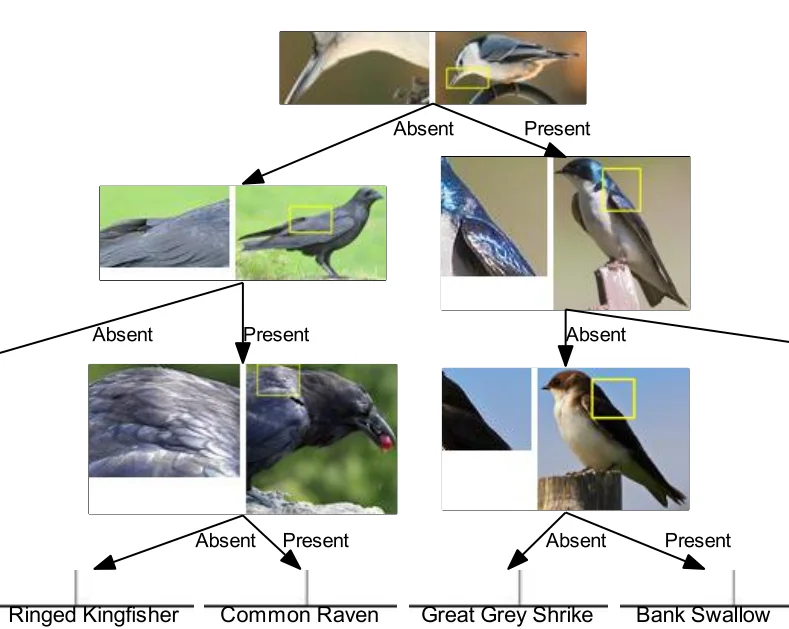 Absent Present
Absent Present Absent
Absent Present Absent Present
Ringed Kingfisher Common Raven Great Grey Shrike Bank Swallow